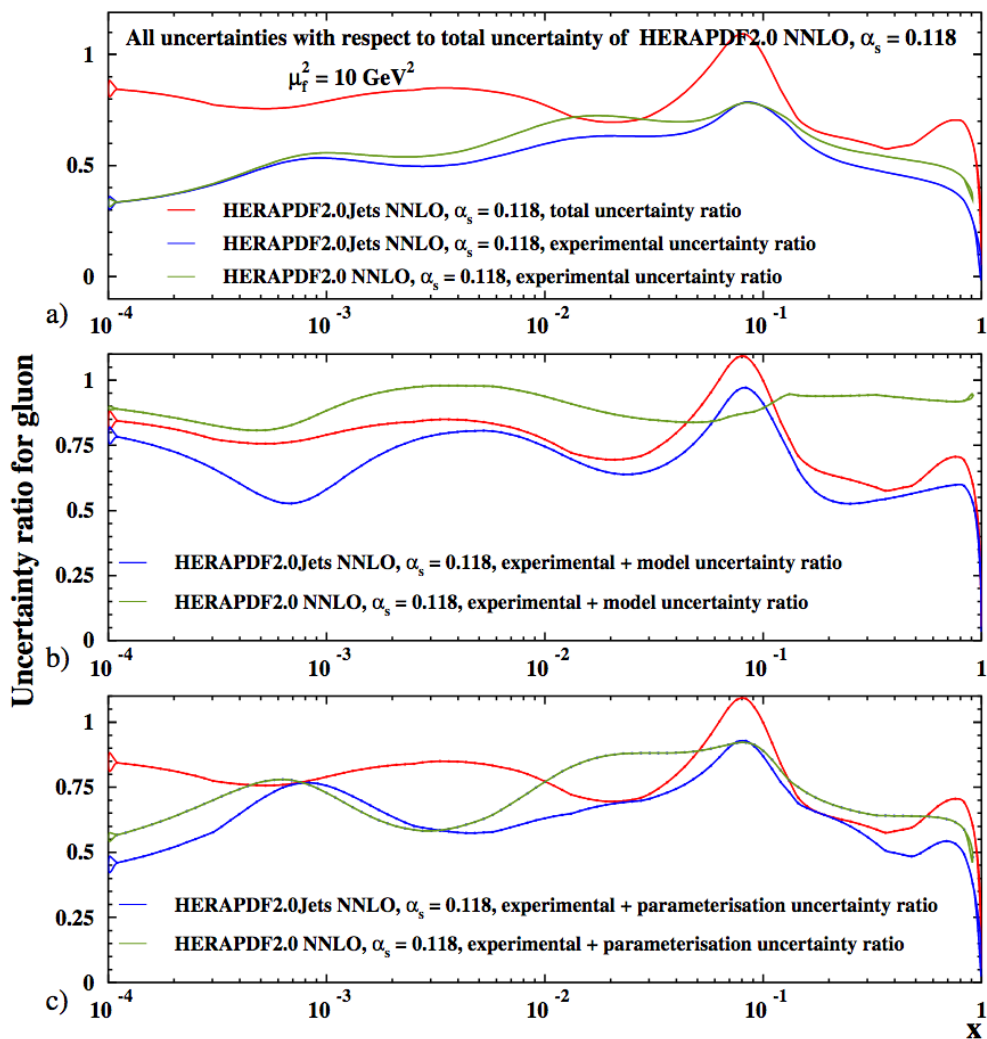 All uncertainties with respect to total uncertainty of HERAPDF2.0 NNLO, αs = 0.118
μf² = 10 GeV²
1
0.5
0
HERAPDF2.0Jets NNLO, αs = 0.118, total uncertainty ratio
HERAPDF2.0Jets NNLO, αs = 0.118, experimental uncertainty ratio
HERAPDF2.0 NNLO, αs = 0.118, experimental uncertainty ratio
a)
10⁻⁴ 10⁻³ 10⁻² 10⁻¹ 1
Uncertainty ratio for gluon
1
0.75
0.5
0.25
0
HERAPDF2.0Jets NNLO, αs = 0.118, experimental + model uncertainty ratio
HERAPDF2.0 NNLO, αs = 0.118, experimental + model uncertainty ratio
b)
10⁻⁴ 10⁻³ 10⁻² 10⁻¹ 1
1
0.75
0.5
0.25
0
HERAPDF2.0Jets NNLO, αs = 0.118, experimental + parameterisation uncertainty ratio
HERAPDF2.0 NNLO, αs = 0.118, experimental + parameterisation uncertainty ratio
c)
10⁻⁴ 10⁻³ 10⁻² 10⁻¹ 1
x